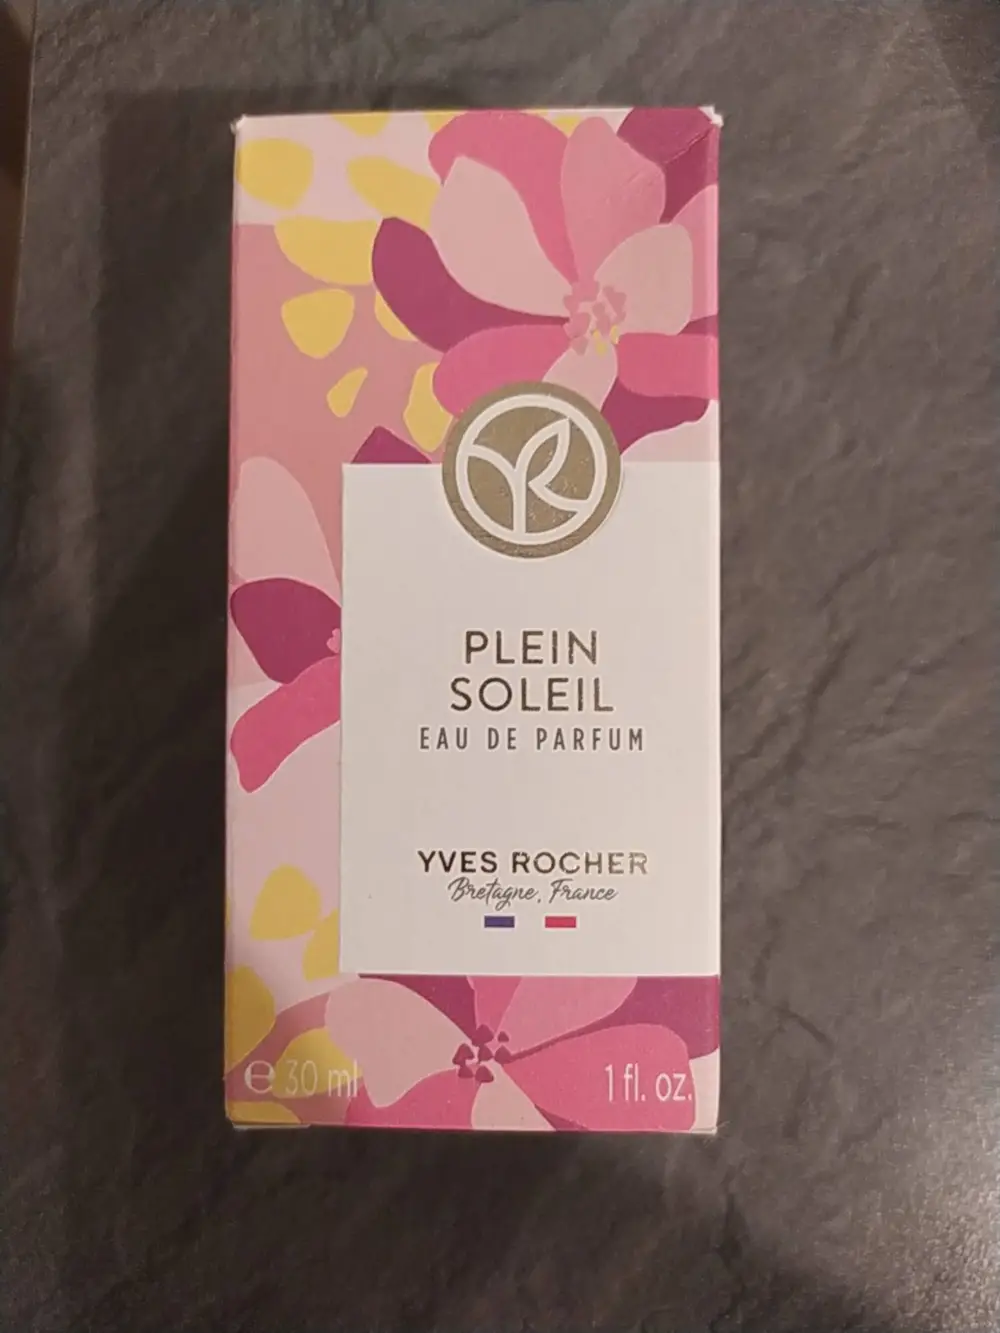 PLEIN
SOLEIL
EAU DE PARFUM
YVES ROCHER
Bretagne, France
℮ 30 ml
1 fl. oz.